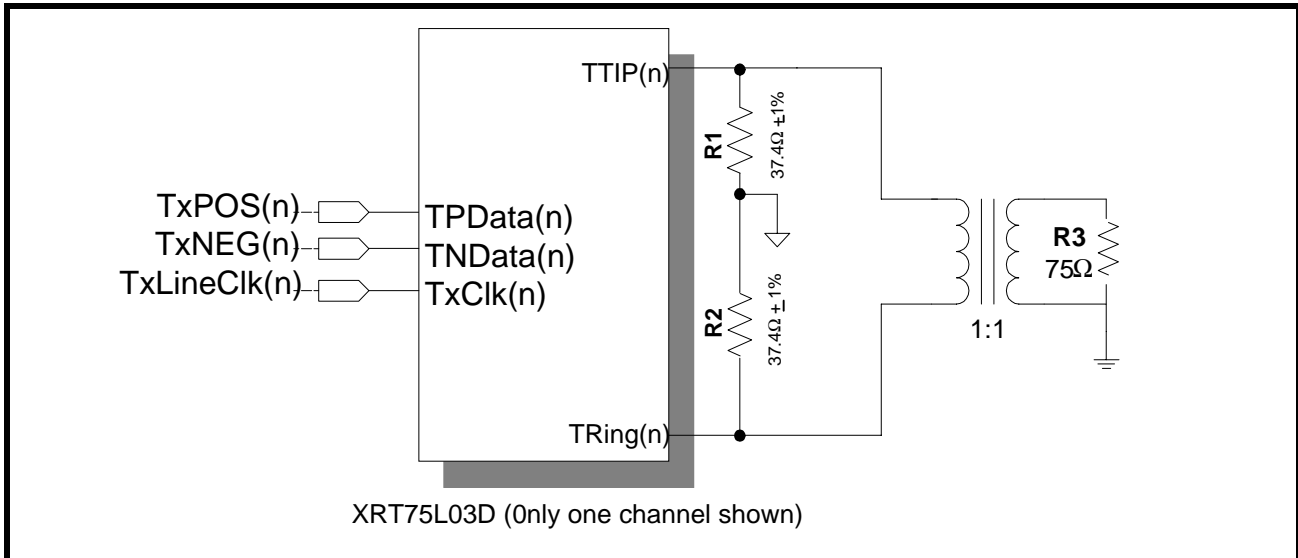 TTIP(n)
R1
37.4Ω ±1%
TxPOS(n)
TPData(n)
TxNEG(n)
TNData(n)
TxLineClk(n)
TxClk(n)
R2
37.4Ω ±1%
R3
75Ω
1:1
TRing(n)
XRT75L03D (0nly one channel shown)